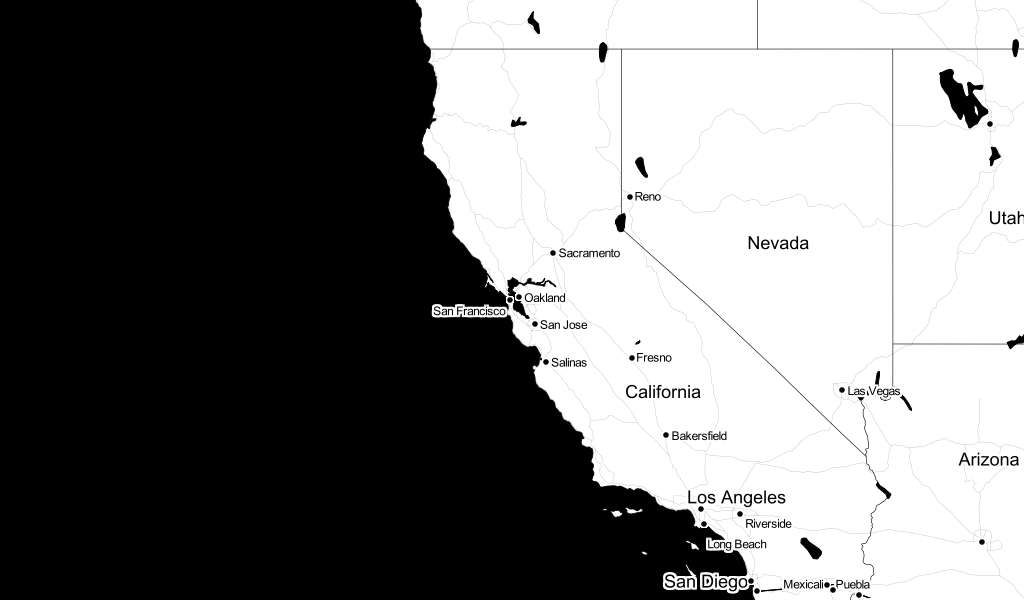 Reno
Utah
Nevada
Sacramento
Oakland
San Francisco
San Jose
Fresno
Salinas
California
Las Vegas
Bakersfield
Arizona
Los Angeles
Riverside
Long Beach
San Diego
Mexicali
Puebla